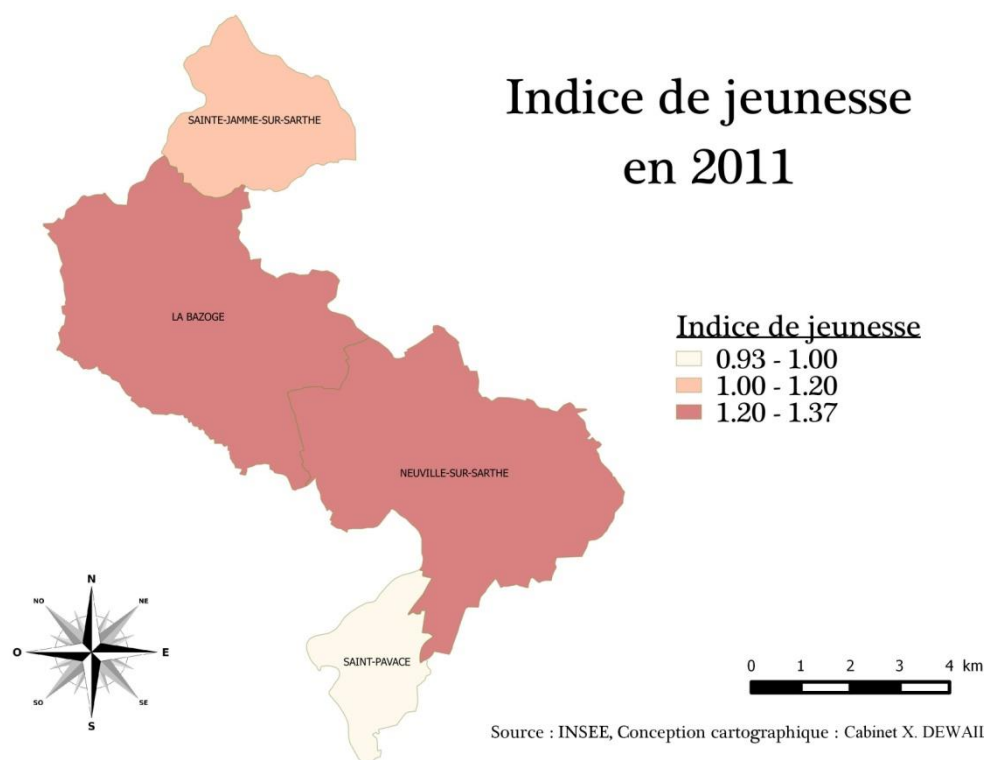 Indice de jeunesse
en 2011
SAINTE-JAMME-SUR-SARTHE
LA BAZOGE
Indice de jeunesse
0.93 - 1.00
1.00 - 1.20
1.20 - 1.37
NEUVILLE-SUR-SARTHE
N
NO
NE
O
E
SO
SE
S
SAINT-PAVACE
0 1 2 3 4 km
Source : INSEE, Conception cartographique : Cabinet X. DEWAIL